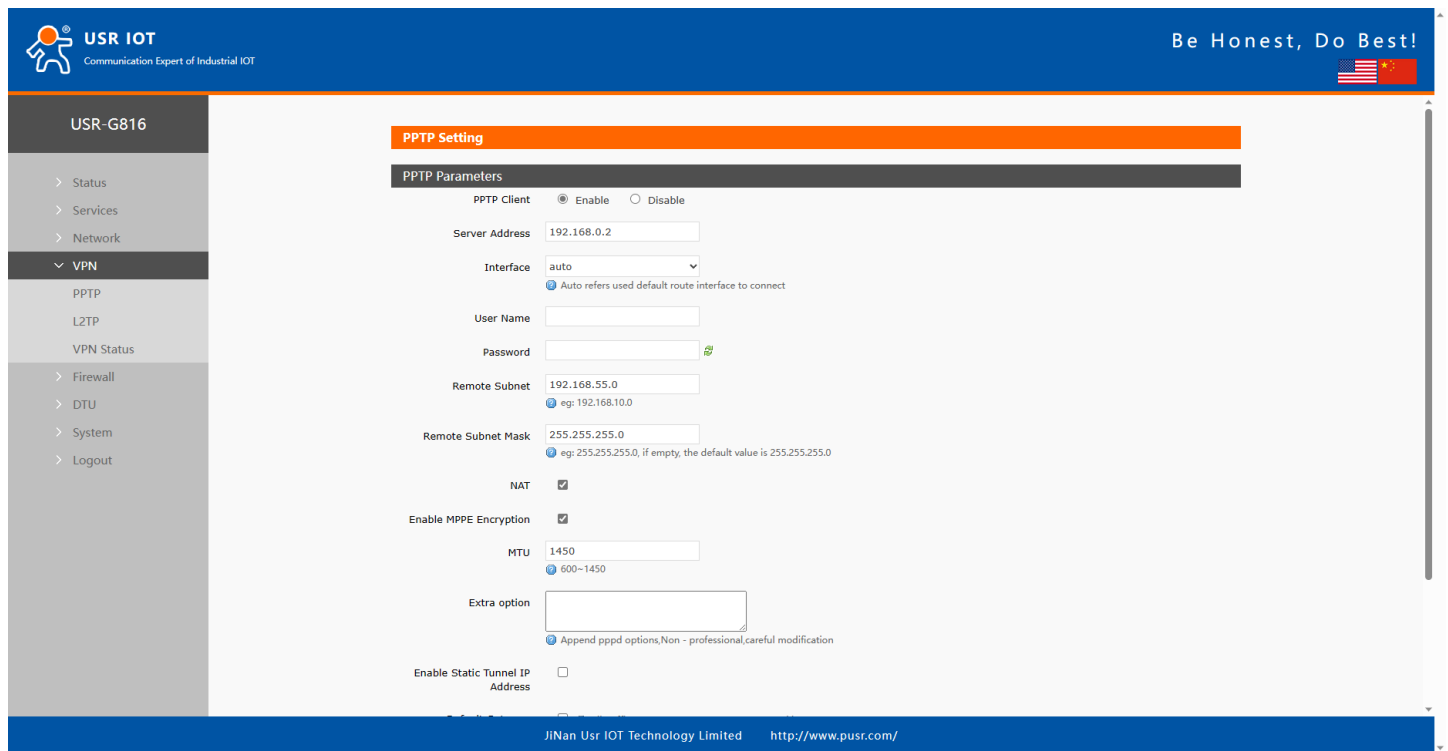 USR IOT
Communication Expert of Industrial IOT
Be Honest, Do Best!
USR-G816
Status
Services
Network
VPN
PPTP
L2TP
VPN Status
Firewall
DTU
System
Logout
PPTP Setting
PPTP Parameters
PPTP Client Enable Disable
Server Address 192.168.0.2
Interface auto
Auto refers used default route interface to connect
User Name
Password
Remote Subnet 192.168.55.0
eg: 192.168.10.0
Remote Subnet Mask 255.255.255.0
eg: 255.255.255.0, if empty, the default value is 255.255.255.0
NAT
Enable MPPE Encryption
MTU 1450
600~1450
Extra option
Append pppd options,Non - professional,careful modification
Enable Static Tunnel IP
Address
JiNan Usr IOT Technology Limited http://www.pusr.com/